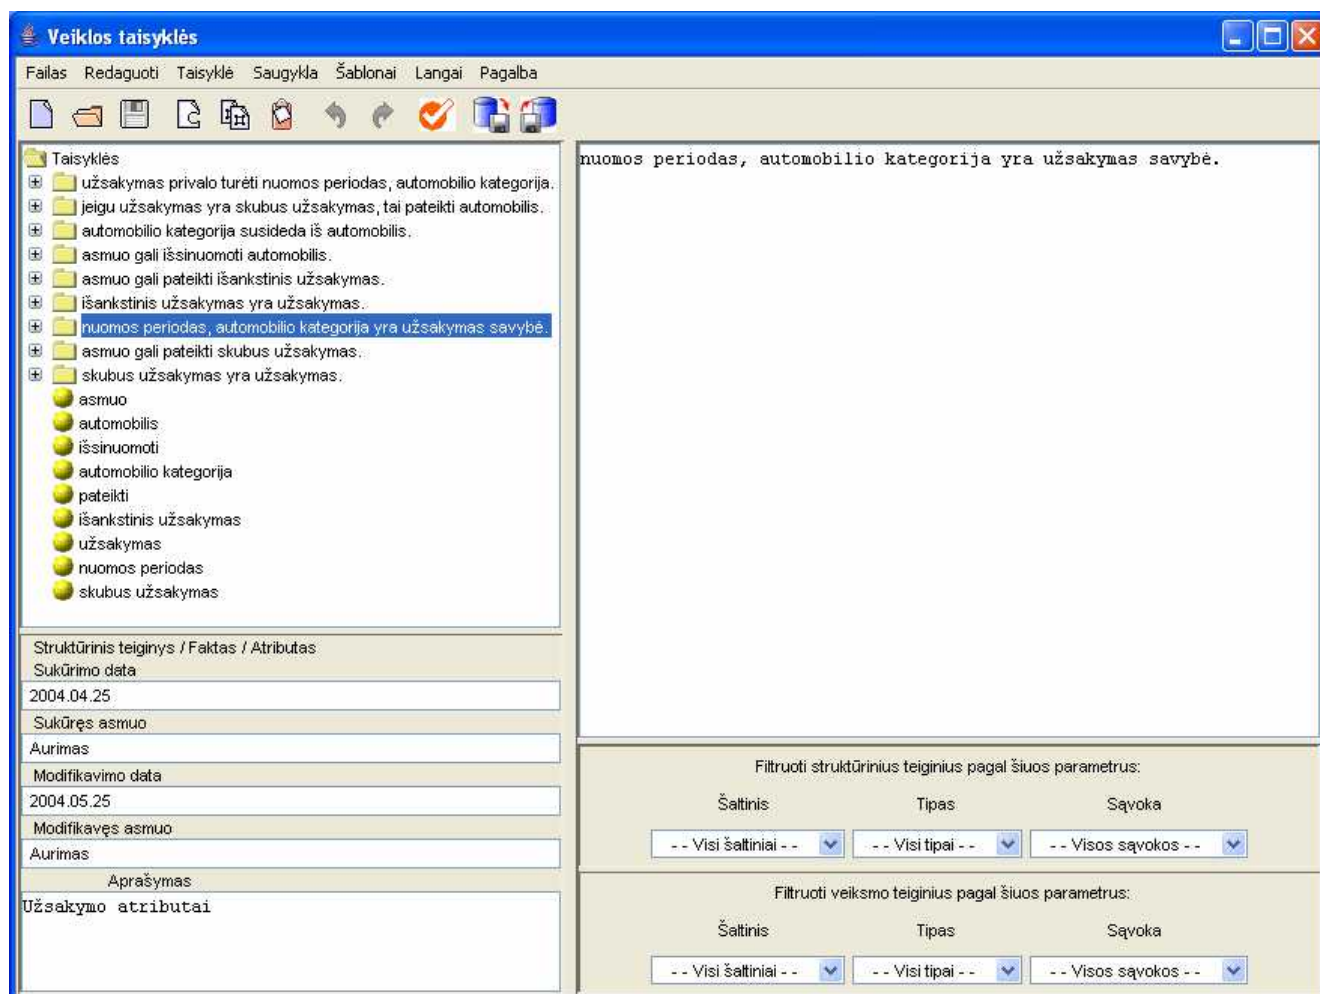 Veiklos taisyklės
Failas Redaguoti Taisyklė Saugykla Šablonai Langai Pagalba
Taisyklės
užsakymas privalo turėti nuomos periodas, automobilio kategorija.
jeigu užsakymas yra skubus užsakymas, tai pateikti automobilis.
automobilio kategorija susideda iš automobilis.
asmuo gali išsinuomoti automobilis.
asmuo gali pateikti išankstinis užsakymas.
išankstinis užsakymas yra užsakymas.
nuomos periodas, automobilio kategorija yra užsakymas savybė.
asmuo gali pateikti skubus užsakymas.
skubus užsakymas yra užsakymas.
asmuo
automobilis
išsinuomoti
automobilio kategorija
pateikti
išankstinis užsakymas
užsakymas
nuomos periodas
skubus užsakymas
Struktūrinis teiginys / Faktas / Atributas
Sukūrimo data
2004.04.25
Sukūręs asmuo
Aurimas
Modifikavimo data
2004.05.25
Modifikavęs asmuo
Aurimas
Aprašymas
Užsakymo atributai
nuomos periodas, automobilio kategorija yra užsakymas savybė.
Filtruoti struktūrinius teiginius pagal šiuos parametrus:
Šaltinis Tipas Sąvoka
- - Visi šaltiniai - - - - Visi tipai - - - - Visos sąvokos - -
Filtruoti veiksmo teiginius pagal šiuos parametrus:
Šaltinis Tipas Sąvoka
- - Visi šaltiniai - - - - Visi tipai - - - - Visos sąvokos - -